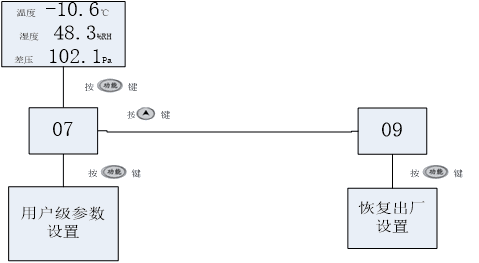 温度 -10.6℃
湿度 48.3%RH
差压 102.1Pa
按 功能 键
按 键
07
09
按 功能 键
按 功能 键
用户级参数
设置
恢复出厂
设置